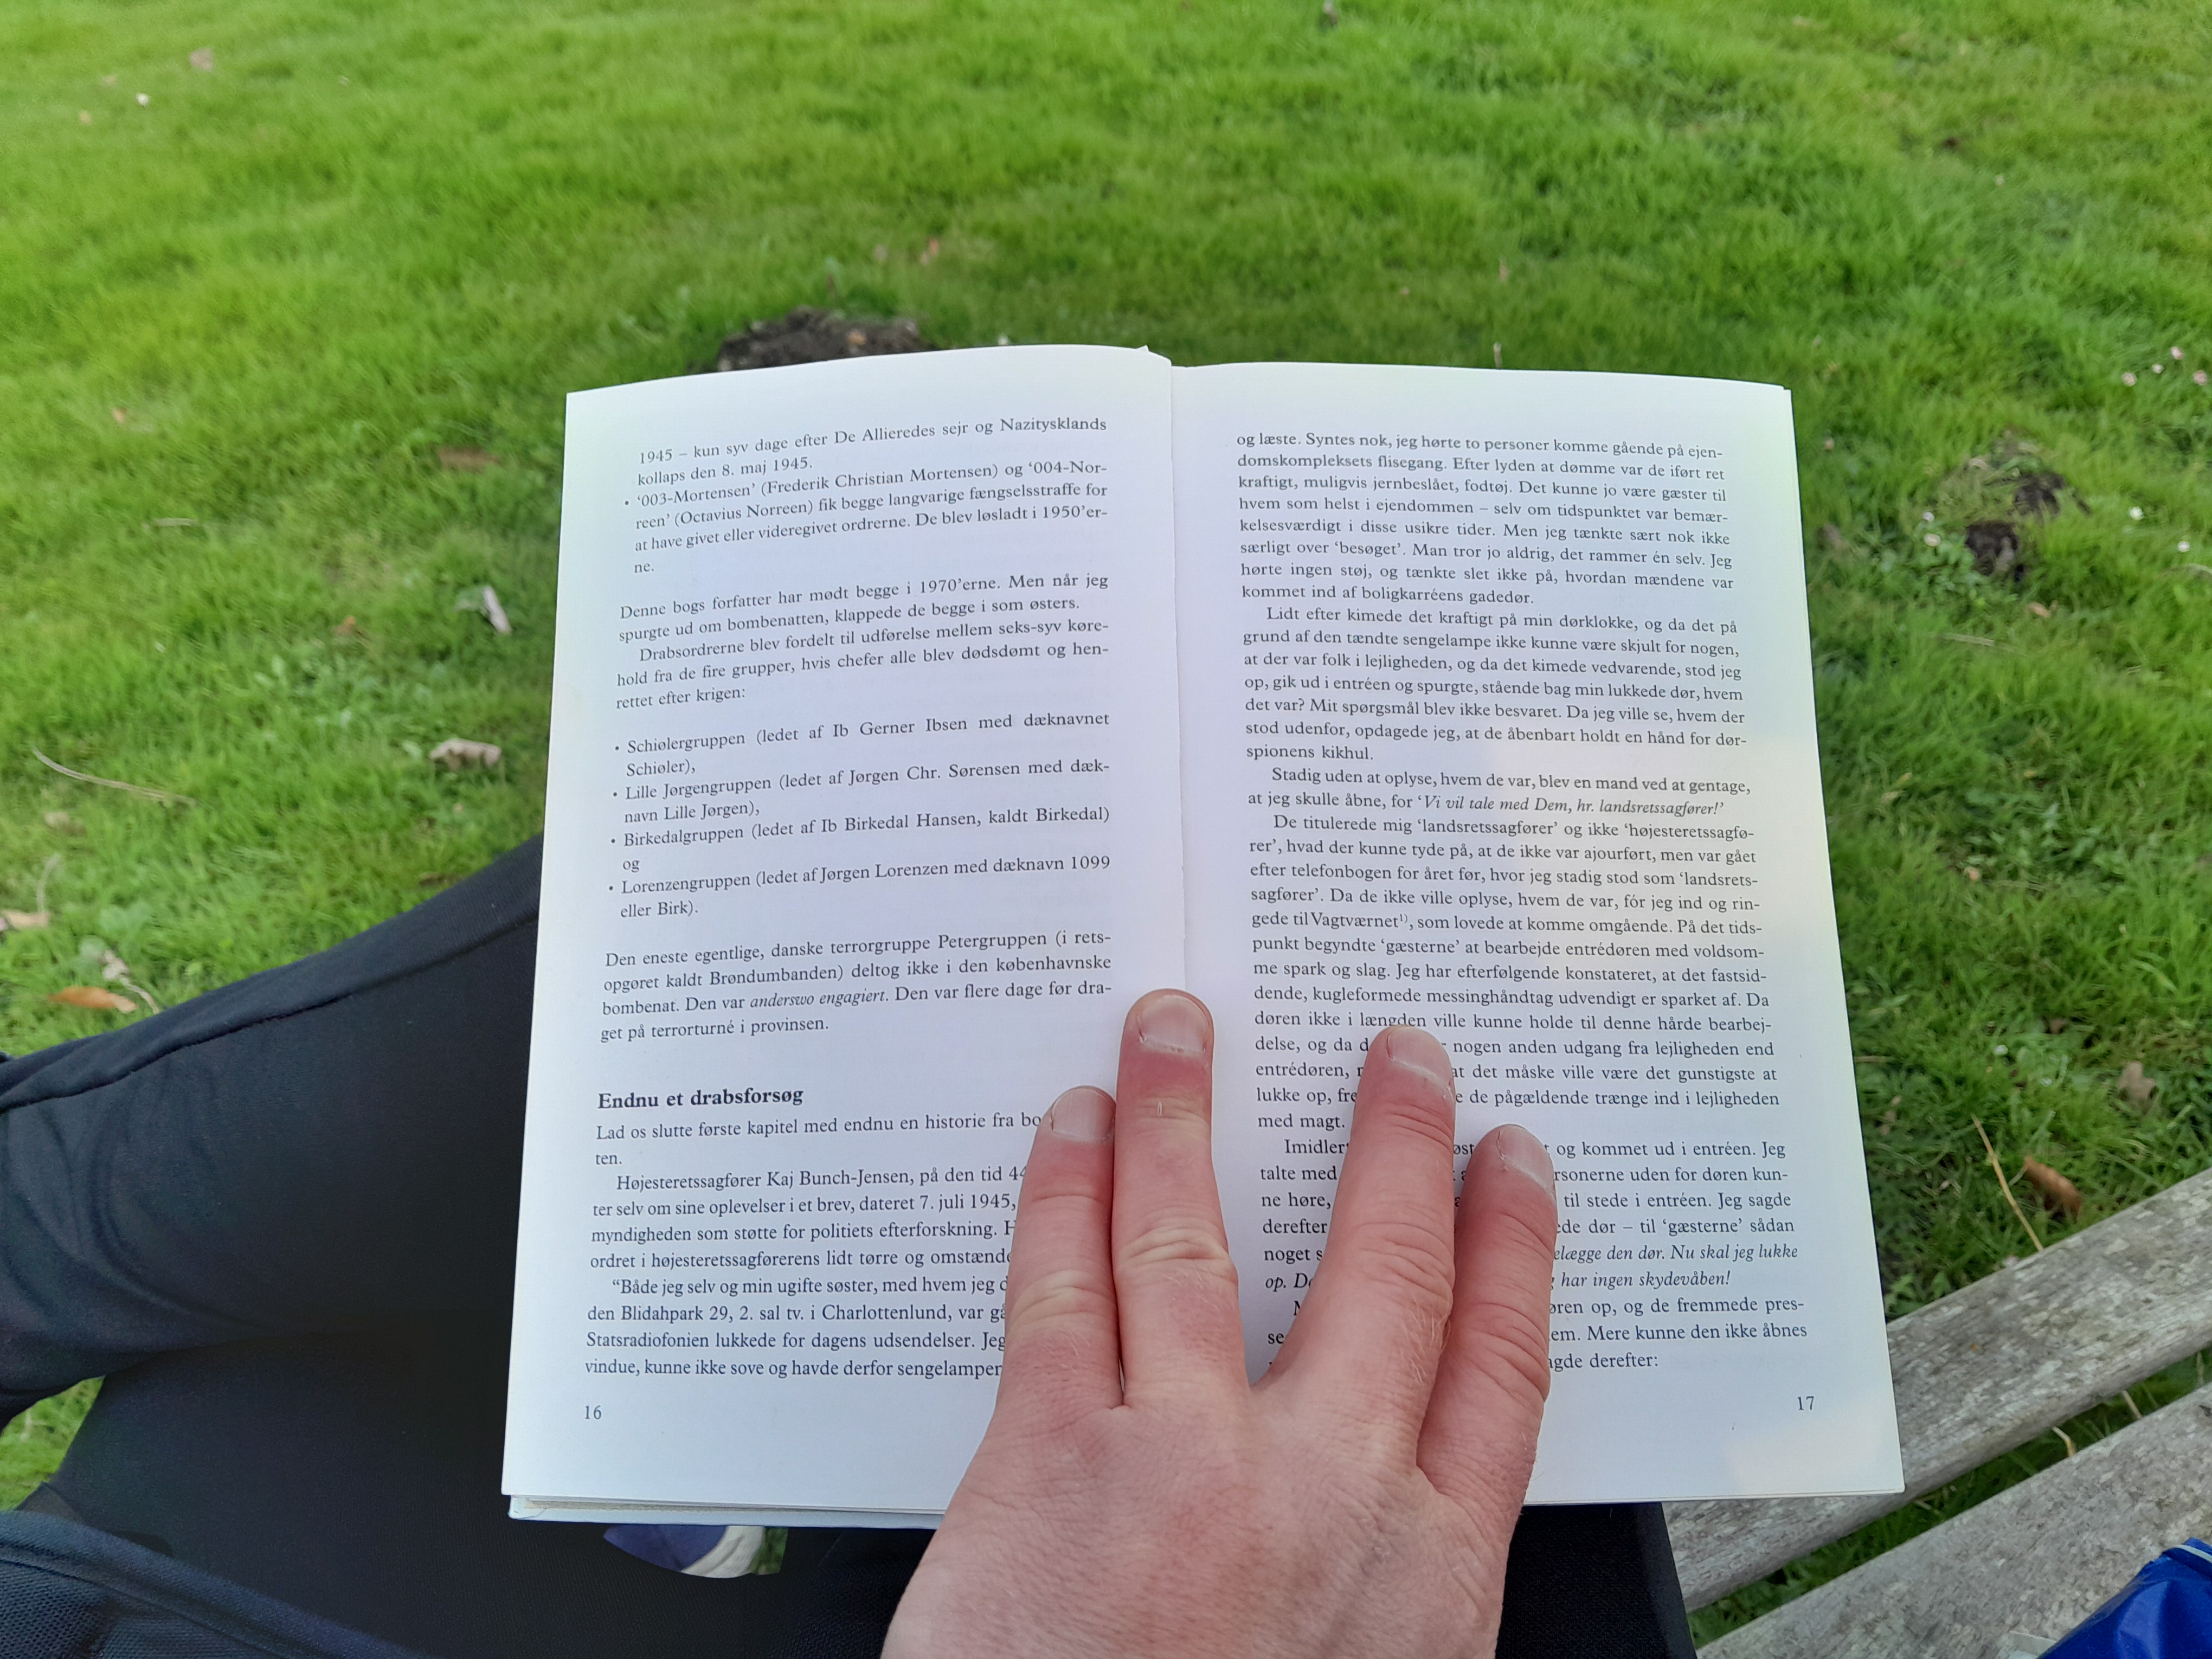 1945 – kun syv dage efter De Allieredes sejr og Nazitysklands
kollaps den 8. maj 1945.
• ‘003-Mortensen’ (Frederik Christian Mortensen) og ‘004-Nor-
reen’ (Octavius Norreen) fik begge langvarige fængselsstraffe for
at have givet eller videregivet ordrerne. De blev løsladt i 1950’er-
ne.
Denne bogs forfatter har mødt begge i 1970’erne. Men når jeg
spurgte ud om bombenatten, klappede de begge i som østers.
Drabsordrerne blev fordelt til udførelse mellem seks-syv køre-
hold fra de fire grupper, hvis chefer alle blev dødsdømt og hen-
rettet efter krigen:
• Schiølergruppen (ledet af Ib Gerner Ibsen med dæknavnet
Schiøler),
• Lille Jørgengruppen (ledet af Jørgen Chr. Sørensen med dæk-
navn Lille Jørgen),
• Birkedalgruppen (ledet af Ib Birkedal Hansen, kaldt Birkedal)
og
• Lorenzengruppen (ledet af Jørgen Lorenzen med dæknavn 1099
eller Birk).
Den eneste egentlige, danske terrorgruppe Petergruppen (i rets-
opgøret kaldt Brøndumbanden) deltog ikke i den københavnske
bombenat. Den var anderswo engagiert. Den var flere dage før dra-
get på terrorturné i provinsen.
Endnu et drabsforsøg
Lad os slutte første kapitel med endnu en historie fra
ten.
Højesteretssagfører Kaj Bunch-Jensen, på den tid
ter selv om sine oplevelser i et brev, dateret 7. juli 1945,
myndigheden som støtte for politiets efterforskning.
ordret i højesteretssagførerens lidt tørre og
“Både jeg selv og min ugifte søster, med hvem jeg
den Blidahpark 29, 2. sal tv. i Charlottenlund, var
Statsradiofonien lukkede for dagens udsendelser. Jeg
vindue, kunne ikke sove og havde derfor
16
og læste. Syntes nok, jeg hørte to personer komme gående på ejen-
domskompleksets flisegang. Efter lyden at dømme var de iført ret
kraftigt, muligvis jernbeslået, fodtøj. Det kunne jo være gæster til
hvem som helst i ejendommen – selv om tidspunktet var bemær-
kelsesværdigt i disse usikre tider. Men jeg tænkte sært nok ikke
særligt over ‘besøget’. Man tror jo aldrig, det rammer én selv. Jeg
hørte ingen støj, og tænkte slet ikke på, hvordan mændene var
kommet ind af boligkarréens gadedør.
Lidt efter kimede det kraftigt på min dørklokke, og da det på
grund af den tændte sengelampe ikke kunne være skjult for nogen,
at der var folk i lejligheden, og da det kimede vedvarende, stod jeg
op, gik ud i entréen og spurgte, stående bag min lukkede dør, hvem
det var? Mit spørgsmål blev ikke besvaret. Da jeg ville se, hvem der
stod udenfor, opdagede jeg, at de åbenbart holdt en hånd for dør-
spionens kikhul.
Stadig uden at oplyse, hvem de var, blev en mand ved at gentage,
at jeg skulle åbne, for ‘Vi vil tale med Dem, hr. landsretssagfører!’
De titulerede mig ‘landsretssagfører’ og ikke ‘højesteretssagfø-
rer’, hvad der kunne tyde på, at de ikke var ajourført, men var gået
efter telefonbogen for året før, hvor jeg stadig stod som ‘landsrets-
sagfører’. Da de ikke ville oplyse, hvem de var, fór jeg ind og rin-
gede til Vagtværnet¹⁾, som lovede at komme omgående. På det tids-
punkt begyndte ‘gæsterne’ at bearbejde entrédøren med voldsom-
me spark og slag. Jeg har efterfølgende konstateret, at det fastsid-
dende, kugleformede messinghåndtag udvendigt er sparket af. Da
døren ikke i længden ville kunne holde til denne hårde bearbej-
delse, og da nogen anden udgang fra lejligheden end
entrédøren, at det måske ville være det gunstigste at
lukke op, de pågældende trænge ind i lejligheden
med magt.
og kommet ud i entréen. Jeg
talte med uden for døren kun-
ne høre, til stede i entréen. Jeg sagde
derefter dør – til ‘gæsterne’ sådan
noget den dør. Nu skal jeg lukke
op. har ingen skydevåben!
op, og de fremmede pres-
Mere kunne den ikke åbnes
derefter:
17